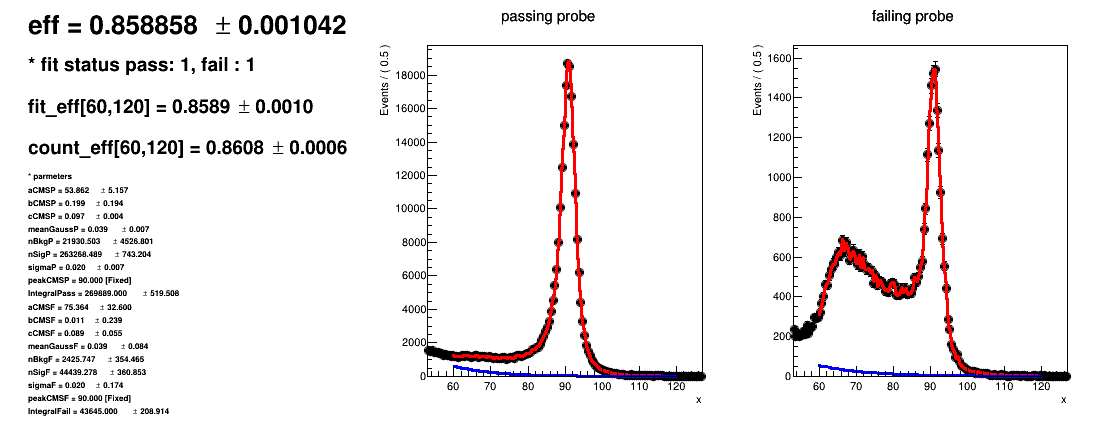 eff = 0.858858 ± 0.001042
* fit status pass: 1, fail : 1
fit_eff[60,120] = 0.8589 ± 0.0010
count_eff[60,120] = 0.8608 ± 0.0006
* parmeters
aCMSP = 53.862 ± 5.157
bCMSP = 0.199 ± 0.194
cCMSP = 0.097 ± 0.004
meanGaussP = 0.039 ± 0.007
nBkgP = 21930.503 ± 4526.801
nSigP = 263268.489 ± 743.204
sigmaP = 0.020 ± 0.007
peakCMSP = 90.000 [Fixed]
IntegralPass = 269889.000 ± 519.508
aCMSF = 75.364 ± 32.600
bCMSF = 0.011 ± 0.239
cCMSF = 0.089 ± 0.055
meanGaussF = 0.039 ± 0.084
nBkgF = 2425.747 ± 354.465
nSigF = 44439.278 ± 360.853
sigmaF = 0.020 ± 0.174
peakCMSF = 90.000 [Fixed]
IntegralFail = 43645.000 ± 208.914
passing probe
Events / ( 0.5 )
18000
16000
14000
12000
10000
8000
6000
4000
2000
0
60 70 80 90 100 110 120
x
failing probe
Events / ( 0.5 )
1600
1400
1200
1000
800
600
400
200
0
60 70 80 90 100 110 120
x